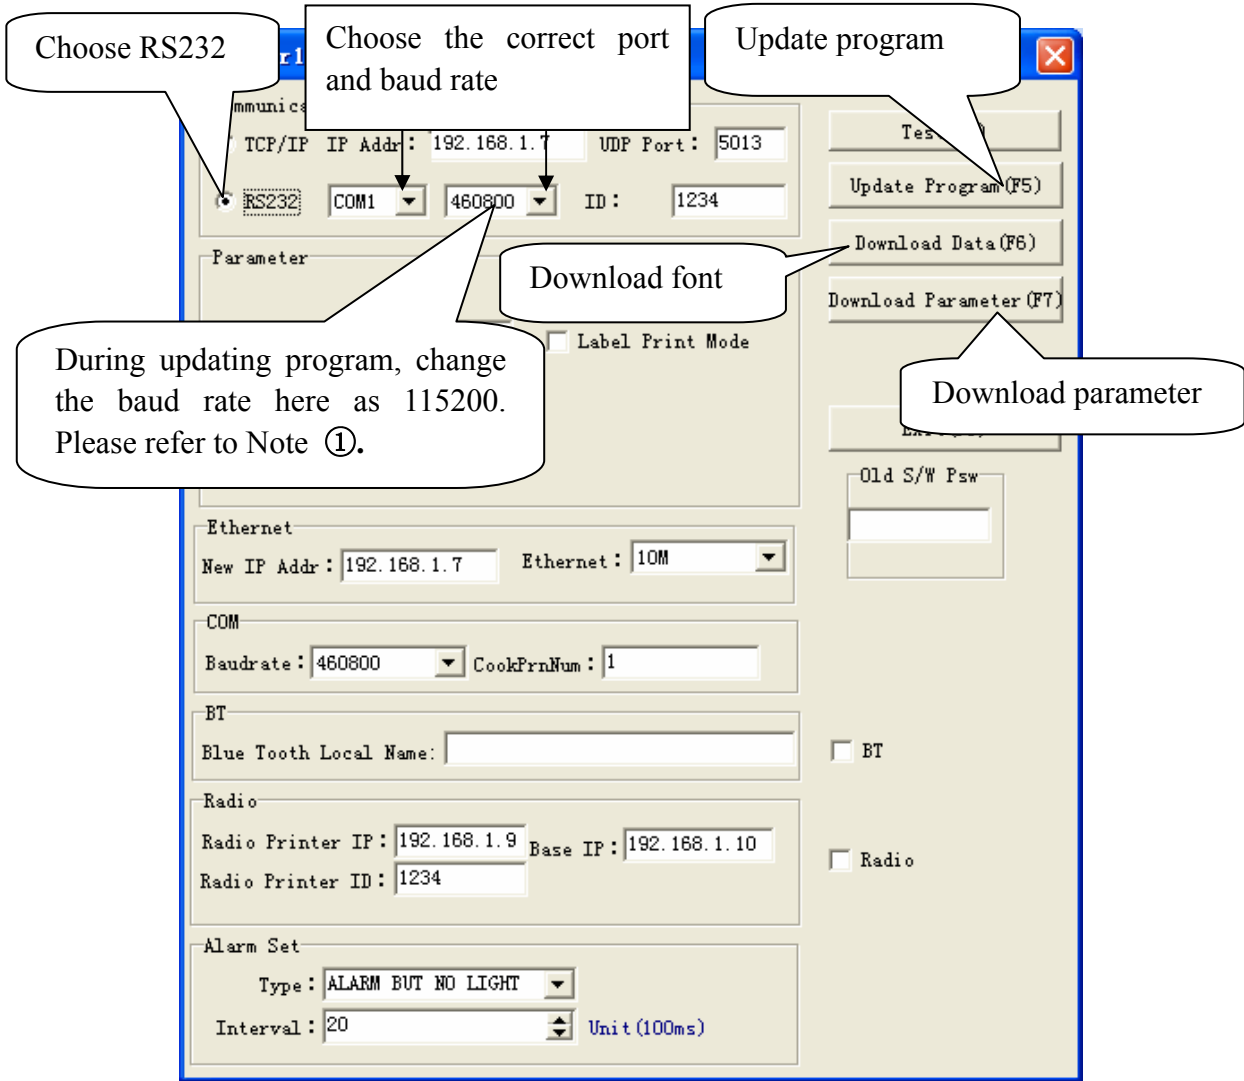 Choose RS232
Choose the correct port
and baud rate
Update program
TCP/IP IP Addr: 192.168.1.7 UDP Port: 5013
RS232 COM1 460800 ID: 1234
Update Program(F5)
Download Data(F6)
Download Parameter(F7)
Parameter
Download font
Label Print Mode
During updating program, change
the baud rate here as 115200.
Please refer to Note ①.
Download parameter
Old S/W Psw
Ethernet
New IP Addr: 192.168.1.7 Ethernet: 10M
COM
Baudrate: 460800 CookPrnNum: 1
BT
Blue Tooth Local Name:
BT
Radio
Radio Printer IP: 192.168.1.9 Base IP: 192.168.1.10
Radio Printer ID: 1234
Radio
Alarm Set
Type: ALARM BUT NO LIGHT
Interval: 20 Unit(100ms)